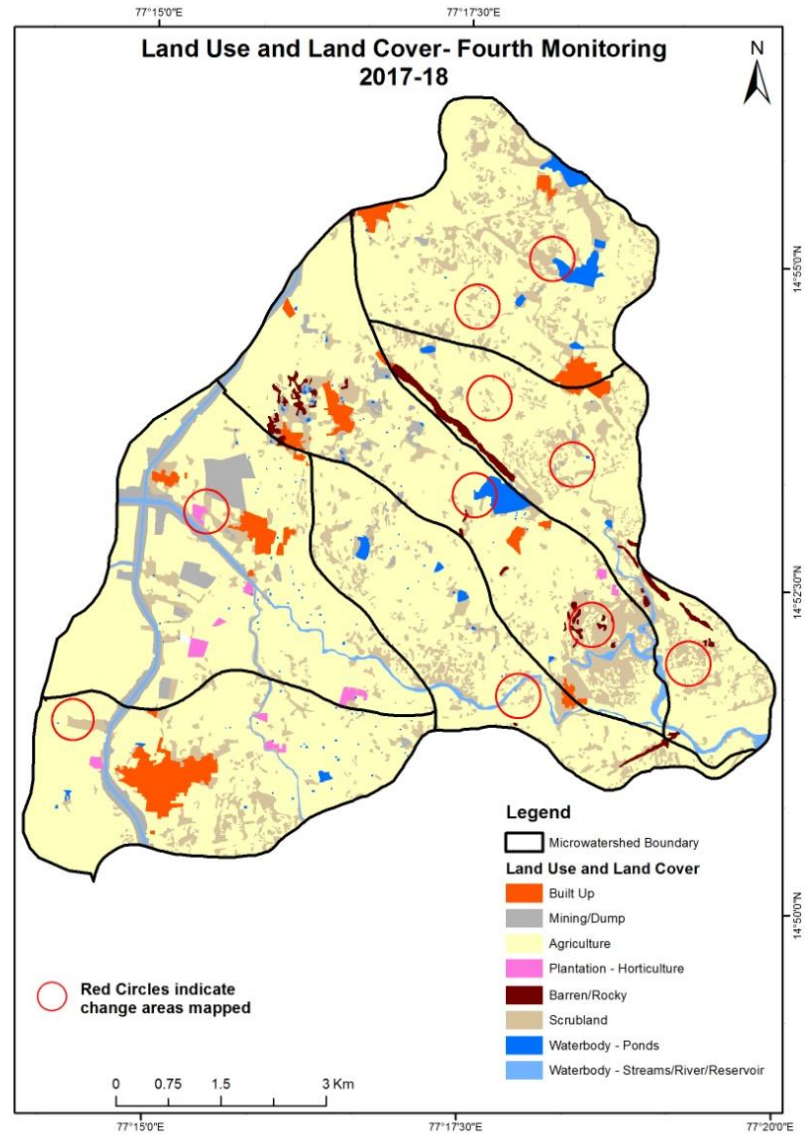 77°15'0"E
77°17'30"E
Land Use and Land Cover- Fourth Monitoring
2017-18
N
14°55'0"N
14°52'30"N
14°50'0"N
Legend
Microwatershed Boundary
Land Use and Land Cover
Built Up
Mining/Dump
Agriculture
Plantation - Horticulture
Barren/Rocky
Scrubland
Waterbody - Ponds
Waterbody - Streams/River/Reservoir
Red Circles indicate
change areas mapped
0 0.75 1.5 3 Km
77°15'0"E
77°17'30"E
77°20'0"E